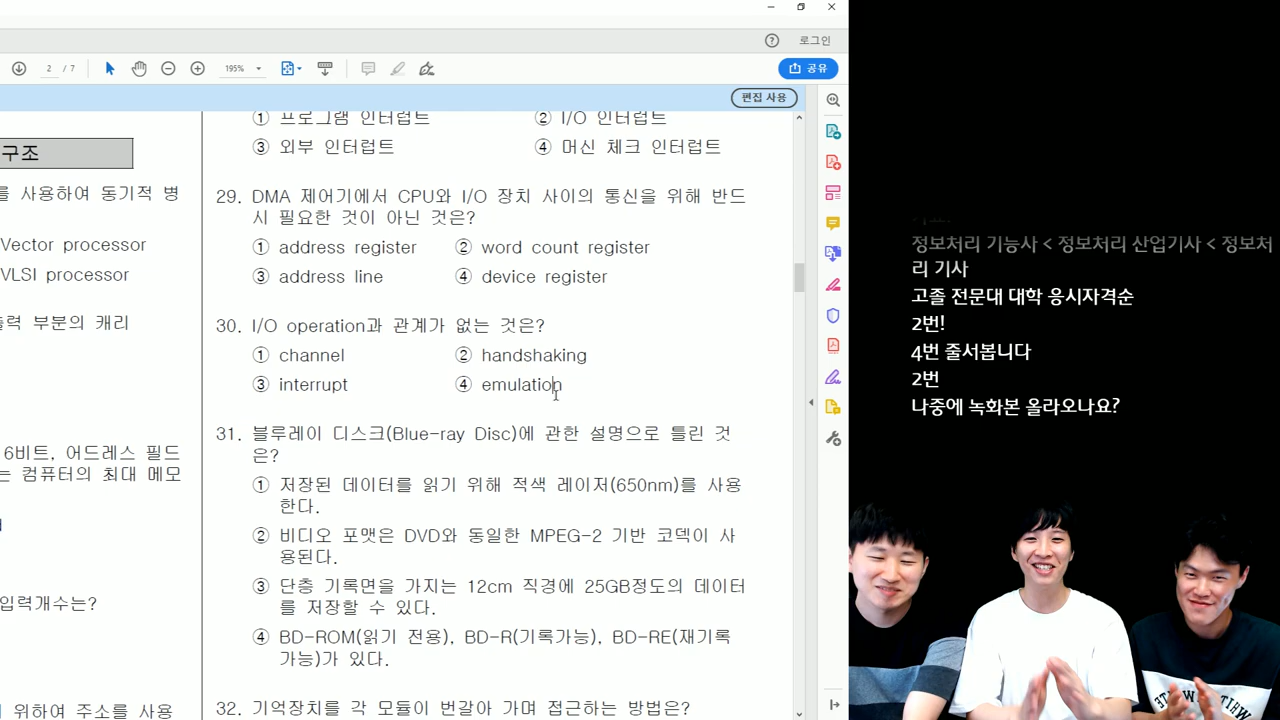 로그인
2 / 7
195%
공유
편집 사용
구조
를 사용하여 동기적 병
Vector processor
VLSI processor
출력 부분의 캐리
6비트, 어드레스 필드
는 컴퓨터의 최대 메모
입력개수는?
위하여 주소를 사용
① 프로그램 인터럽트 ② I/O 인터럽트
③ 외부 인터럽트 ④ 머신 체크 인터럽트
29. DMA 제어기에서 CPU와 I/O 장치 사이의 통신을 위해 반드
시 필요한 것이 아닌 것은?
① address register ② word count register
③ address line ④ device register
30. I/O operation과 관계가 없는 것은?
① channel ② handshaking
③ interrupt ④ emulation
31. 블루레이 디스크(Blue-ray Disc)에 관한 설명으로 틀린 것
은?
① 저장된 데이터를 읽기 위해 적색 레이저(650nm)를 사용
한다.
② 비디오 포맷은 DVD와 동일한 MPEG-2 기반 코덱이 사
용된다.
③ 단층 기록면을 가지는 12cm 직경에 25GB정도의 데이터
를 저장할 수 있다.
④ BD-ROM(읽기 전용), BD-R(기록가능), BD-RE(재기록
가능)가 있다.
32. 기억장치를 각 모듈이 번갈아 가며 접근하는 방법은?
정보처리 기능사 < 정보처리 산업기사 < 정보처
리 기사
고졸 전문대 대학 응시자격순
2번!
4번 줄서봅니다
2번
나중에 녹화본 올라오나요?